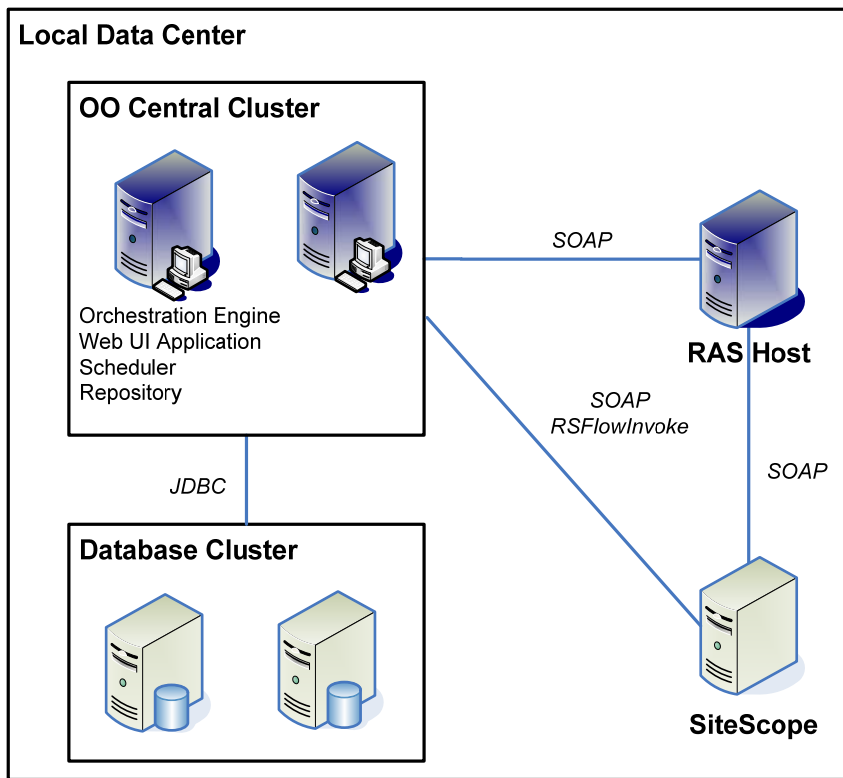 Local Data Center
OO Central Cluster
Orchestration Engine
Web UI Application
Scheduler
Repository
SOAP
RAS Host
SOAP
RSFlowInvoke
SOAP
JDBC
Database Cluster
SiteScope